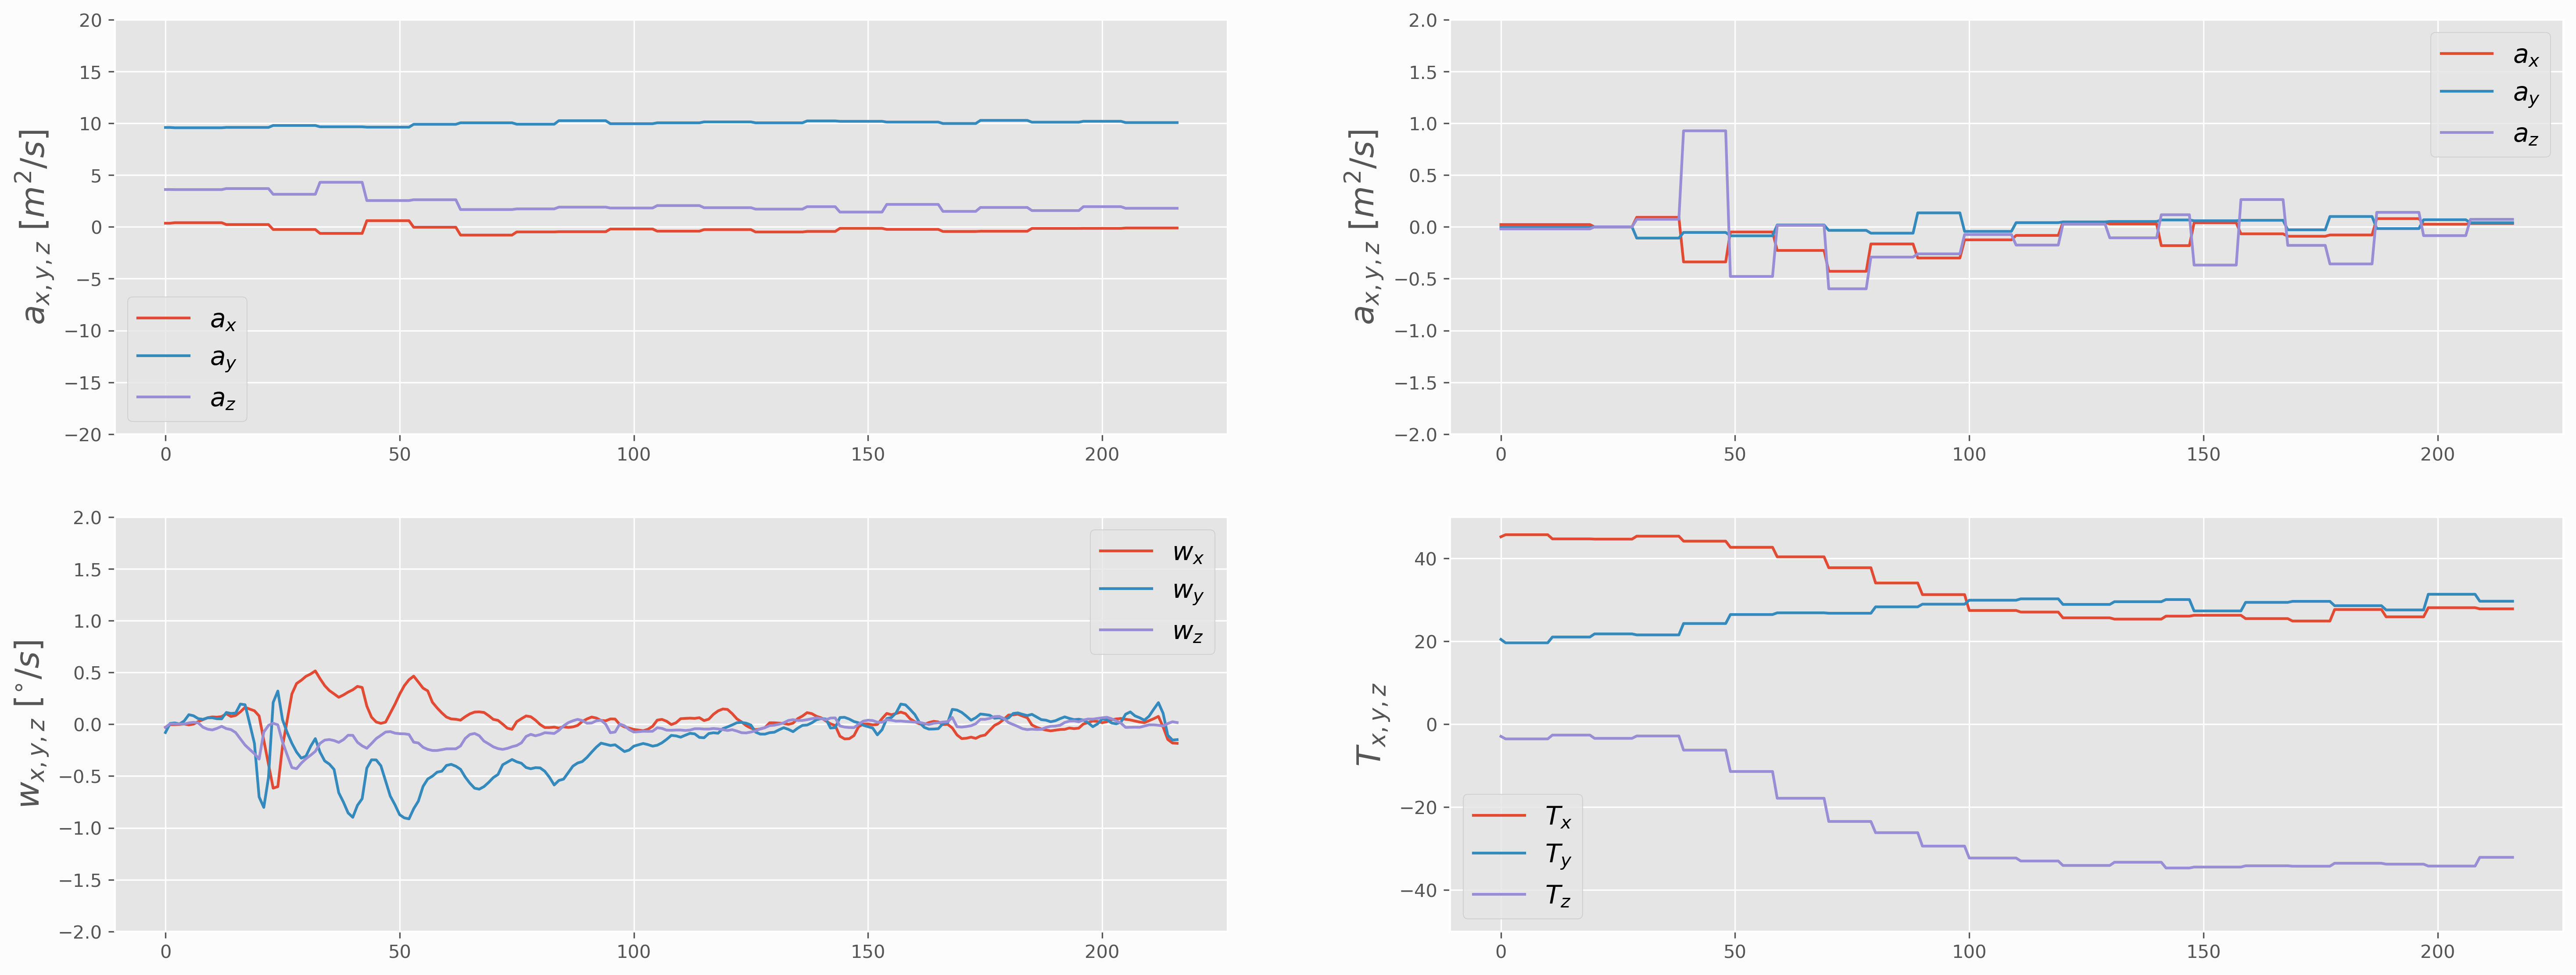 20
15
10
5
0
−5
−10
−15
−20
a_{x,y,z} [m²/s]
a_x
a_y
a_z
0 50 100 150 200
2.0
1.5
1.0
0.5
0.0
−0.5
−1.0
−1.5
−2.0
a_{x,y,z} [m²/s]
a_x
a_y
a_z
0 50 100 150 200
2.0
1.5
1.0
0.5
0.0
−0.5
−1.0
−1.5
−2.0
w_{x,y,z} [°/s]
w_x
w_y
w_z
0 50 100 150 200
40
20
0
−20
−40
T_{x,y,z}
T_x
T_y
T_z
0 50 100 150 200